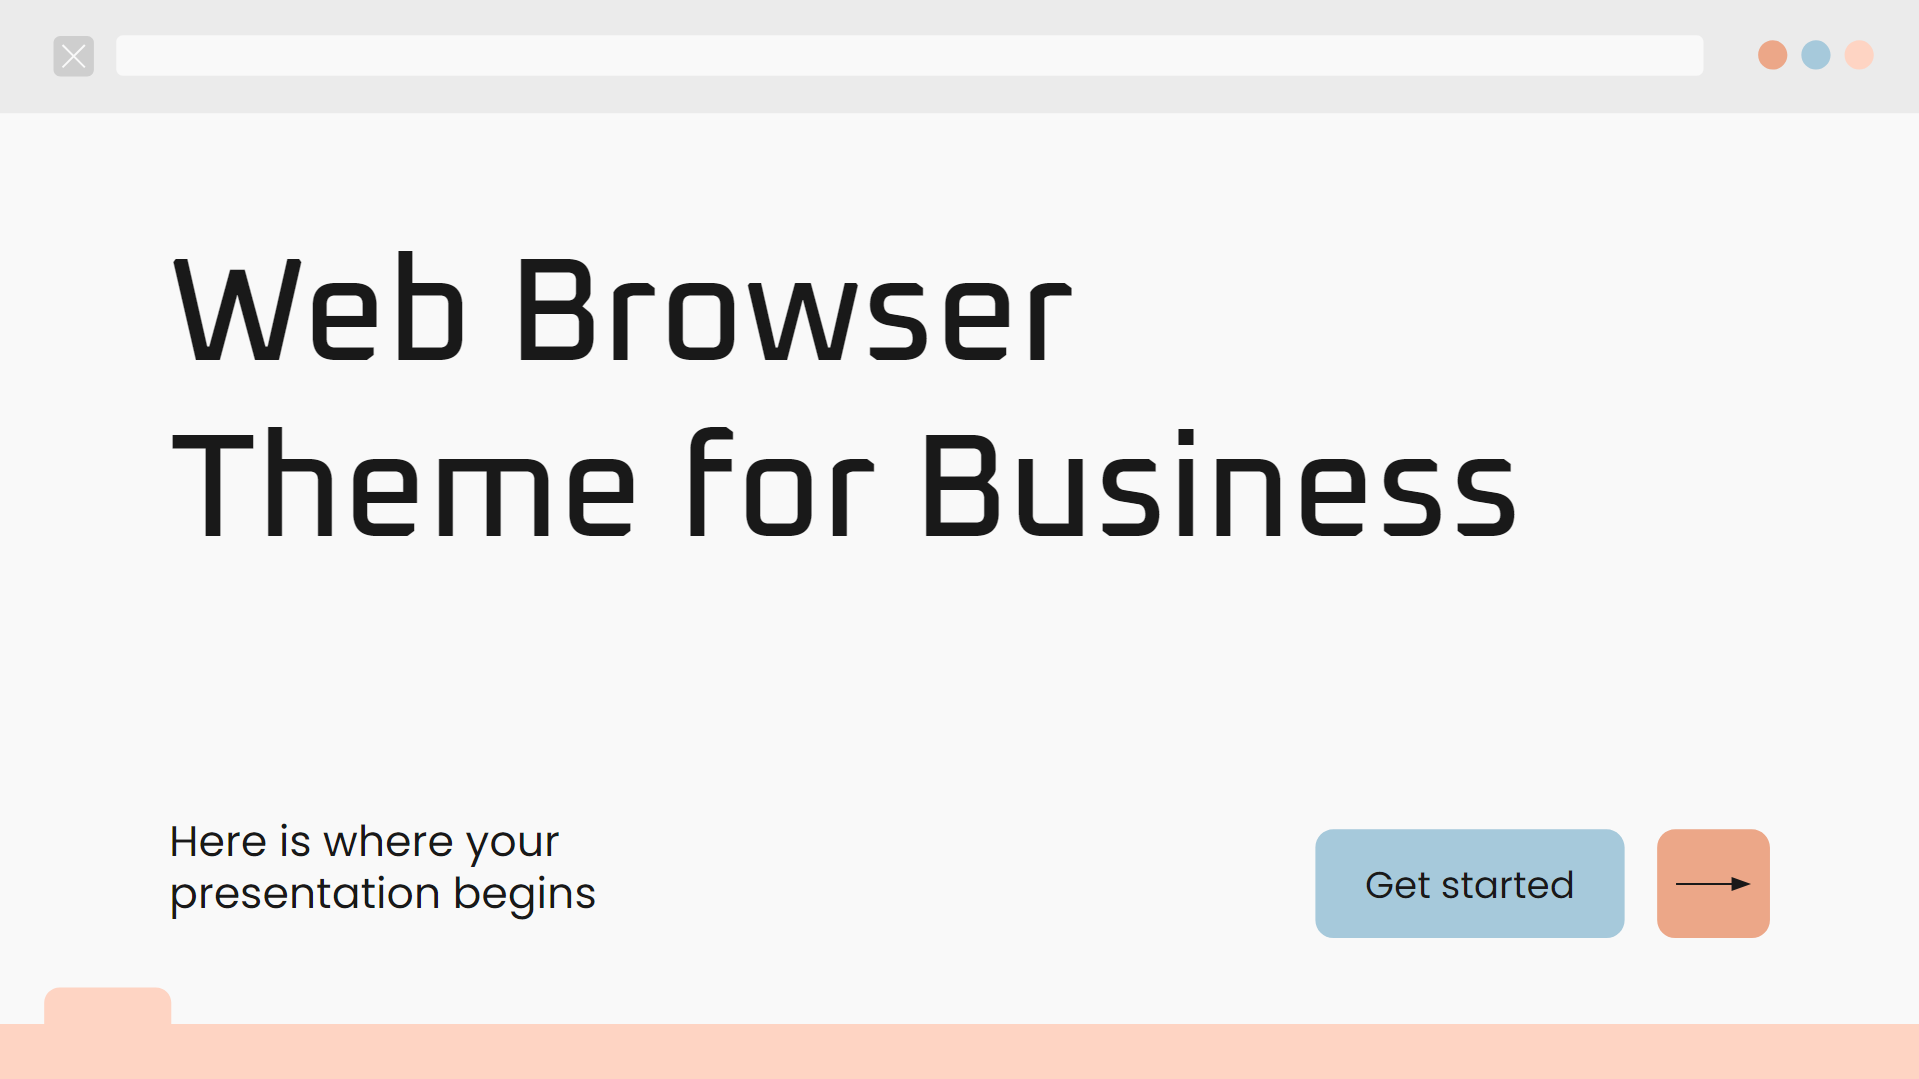 Web Browser
Theme for Business
Here is where your
presentation begins
Get started